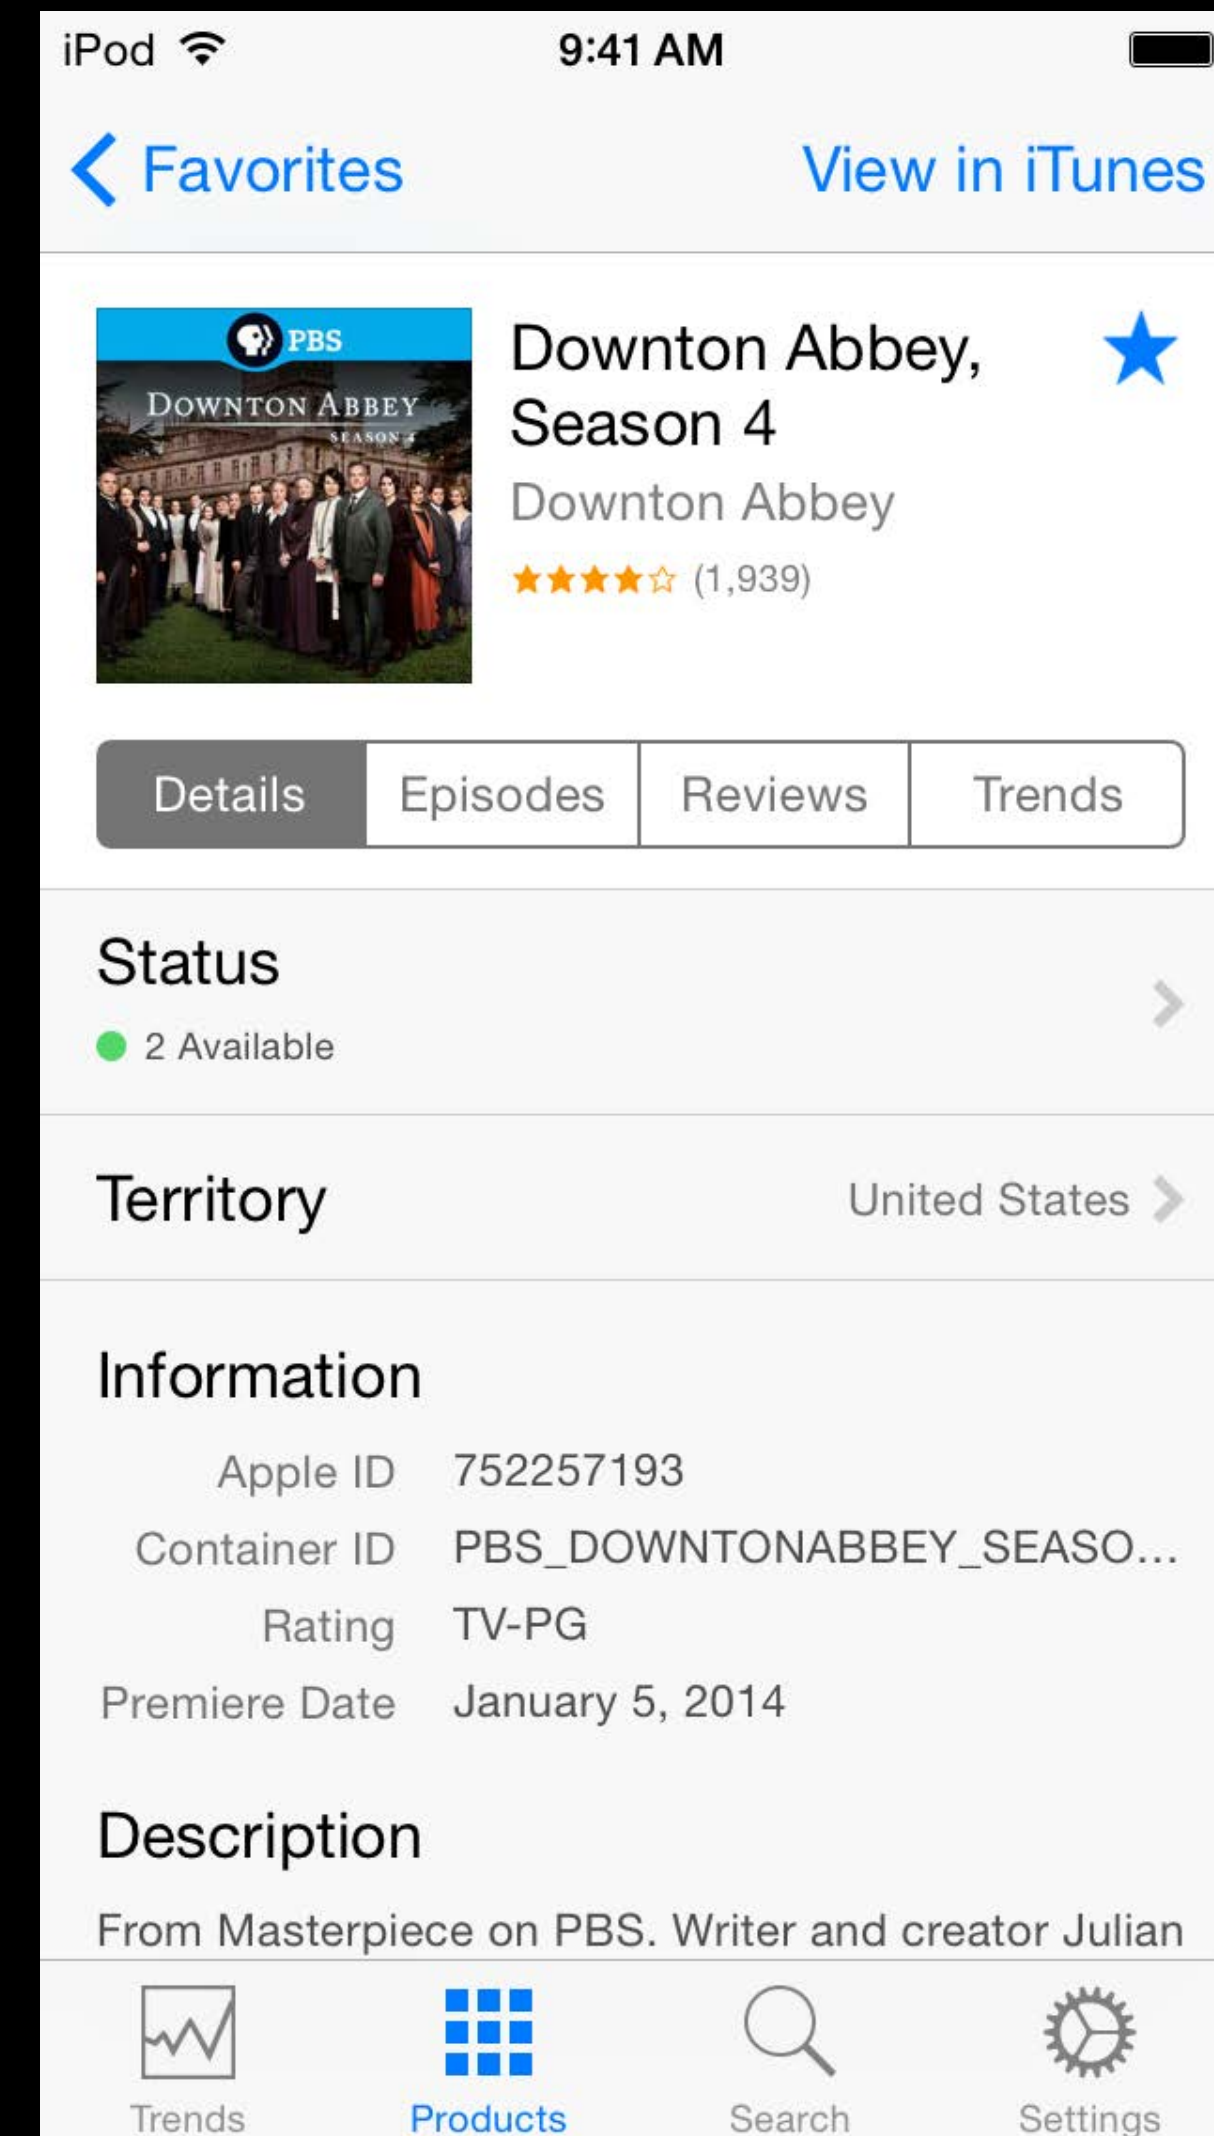 iPod 9:41 AM
Favorites View in iTunes
PBS
DOWNTON ABBEY
SEASON 4
Downton Abbey,
Season 4
Downton Abbey
(1,939)
Details Episodes Reviews Trends
Status
2 Available
Territory United States
Information
Apple ID 752257193
Container ID PBS_DOWNTONABBEY_SEASO...
Rating TV-PG
Premiere Date January 5, 2014
Description
From Masterpiece on PBS. Writer and creator Julian
Trends Products Search Settings